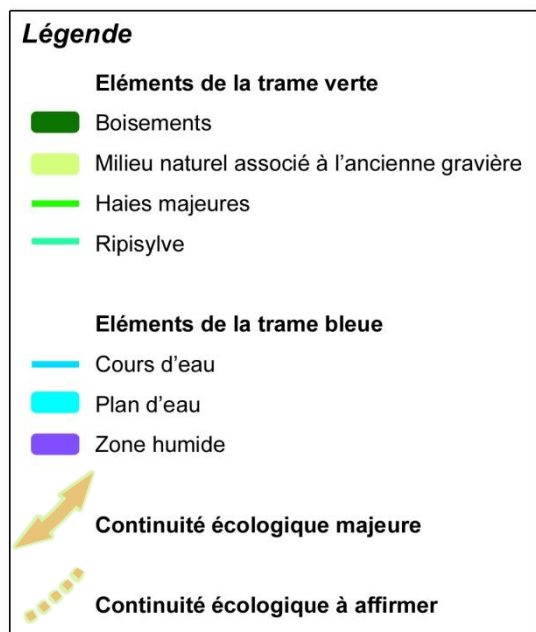 Légende
Eléments de la trame verte
Boisements
Milieu naturel associé à l'ancienne gravière
Haies majeures
Ripisylve
Eléments de la trame bleue
Cours d'eau
Plan d'eau
Zone humide
Continuité écologique majeure
Continuité écologique à affirmer